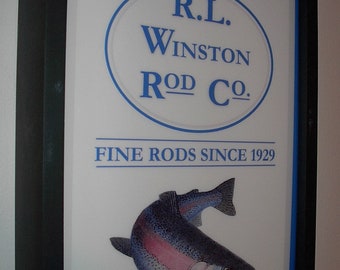 R.L.
WINSTON
ROD CO.
FINE RODS SINCE 1929